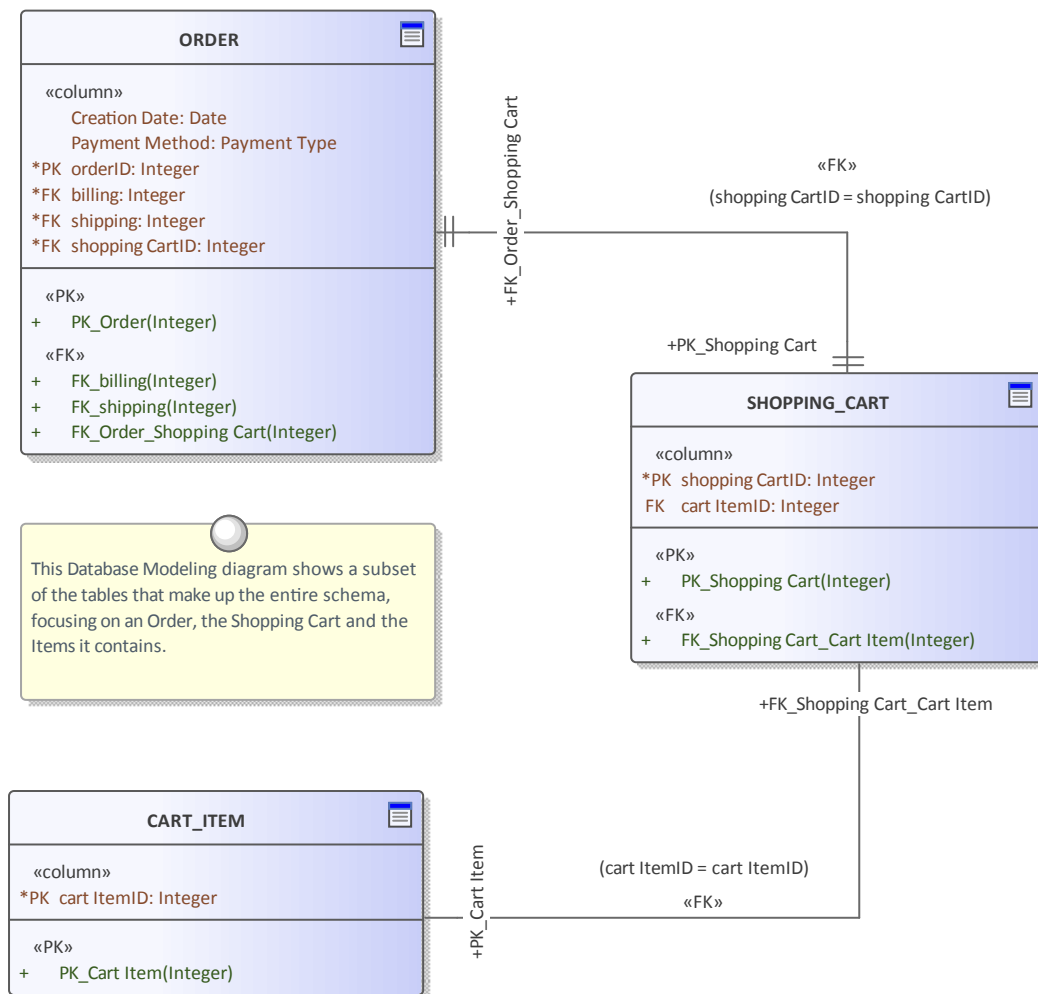 ORDER
«column»
Creation Date: Date
Payment Method: Payment Type
*PK orderID: Integer
*FK billing: Integer
*FK shipping: Integer
*FK shopping CartID: Integer
«PK»
+ PK_Order(Integer)
«FK»
+ FK_billing(Integer)
+ FK_shipping(Integer)
+ FK_Order_Shopping Cart(Integer)
+FK_Order_Shopping Cart
«FK»
(shopping CartID = shopping CartID)
+PK_Shopping Cart
SHOPPING_CART
«column»
*PK shopping CartID: Integer
FK cart ItemID: Integer
«PK»
+ PK_Shopping Cart(Integer)
«FK»
+ FK_Shopping Cart_Cart Item(Integer)
This Database Modeling diagram shows a subset
of the tables that make up the entire schema,
focusing on an Order, the Shopping Cart and the
Items it contains.
+FK_Shopping Cart_Cart Item
CART_ITEM
«column»
*PK cart ItemID: Integer
«PK»
+ PK_Cart Item(Integer)
+PK_Cart Item
(cart ItemID = cart ItemID)
«FK»